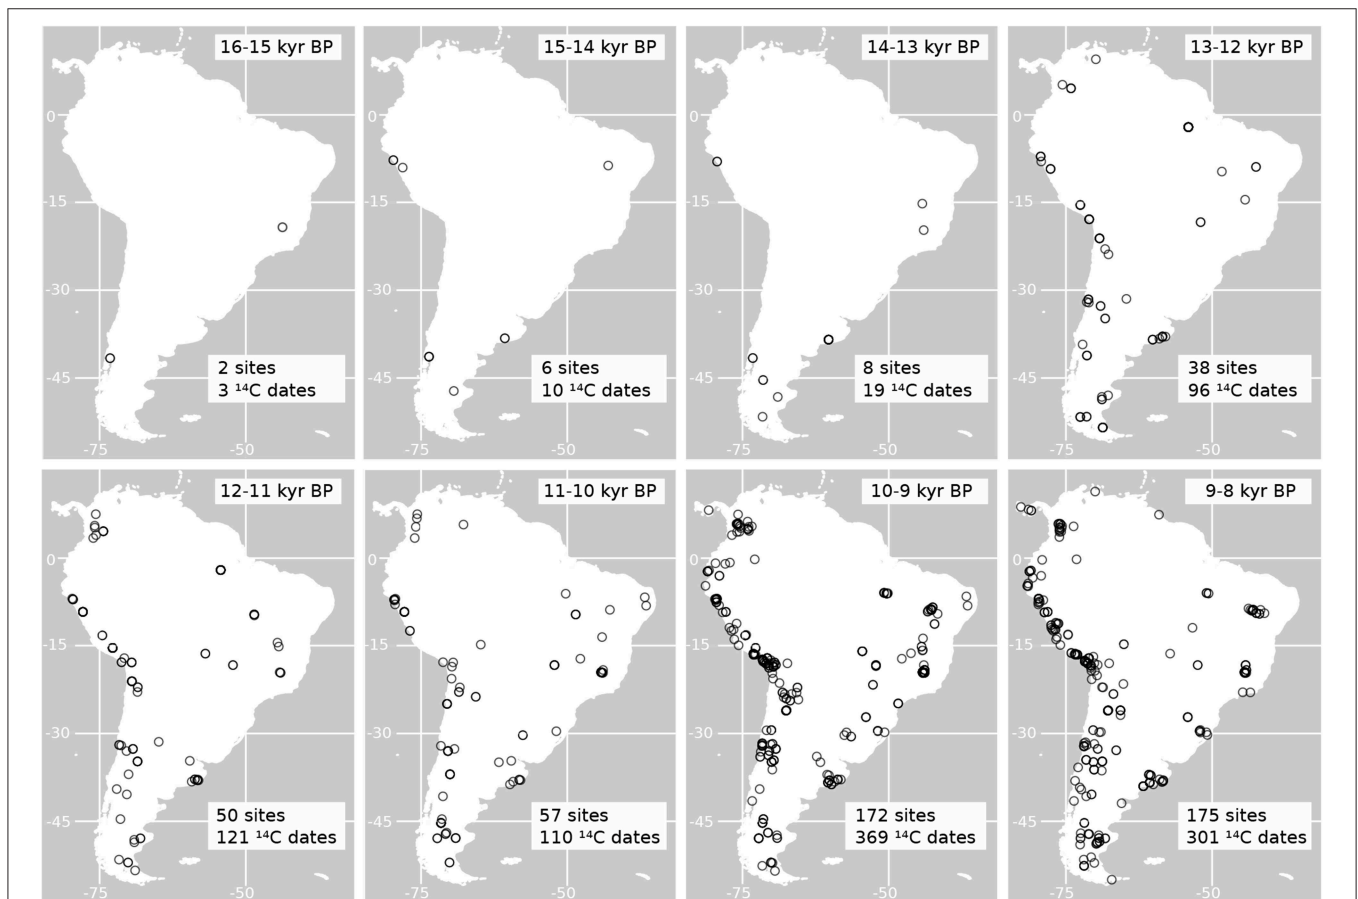 16-15 kyr BP
0
-15
-30
-45
2 sites
3 ¹⁴C dates
-75
-50
15-14 kyr BP
0
-15
-30
-45
6 sites
10 ¹⁴C dates
-75
-50
14-13 kyr BP
0
-15
-30
-45
8 sites
19 ¹⁴C dates
-75
-50
13-12 kyr BP
0
-15
-30
-45
38 sites
96 ¹⁴C dates
-75
-50
12-11 kyr BP
0
-15
-30
-45
50 sites
121 ¹⁴C dates
-75
-50
11-10 kyr BP
0
-15
-30
-45
57 sites
110 ¹⁴C dates
-75
-50
10-9 kyr BP
0
-15
-30
-45
172 sites
369 ¹⁴C dates
-75
-50
9-8 kyr BP
0
-15
-30
-45
175 sites
301 ¹⁴C dates
-75
-50